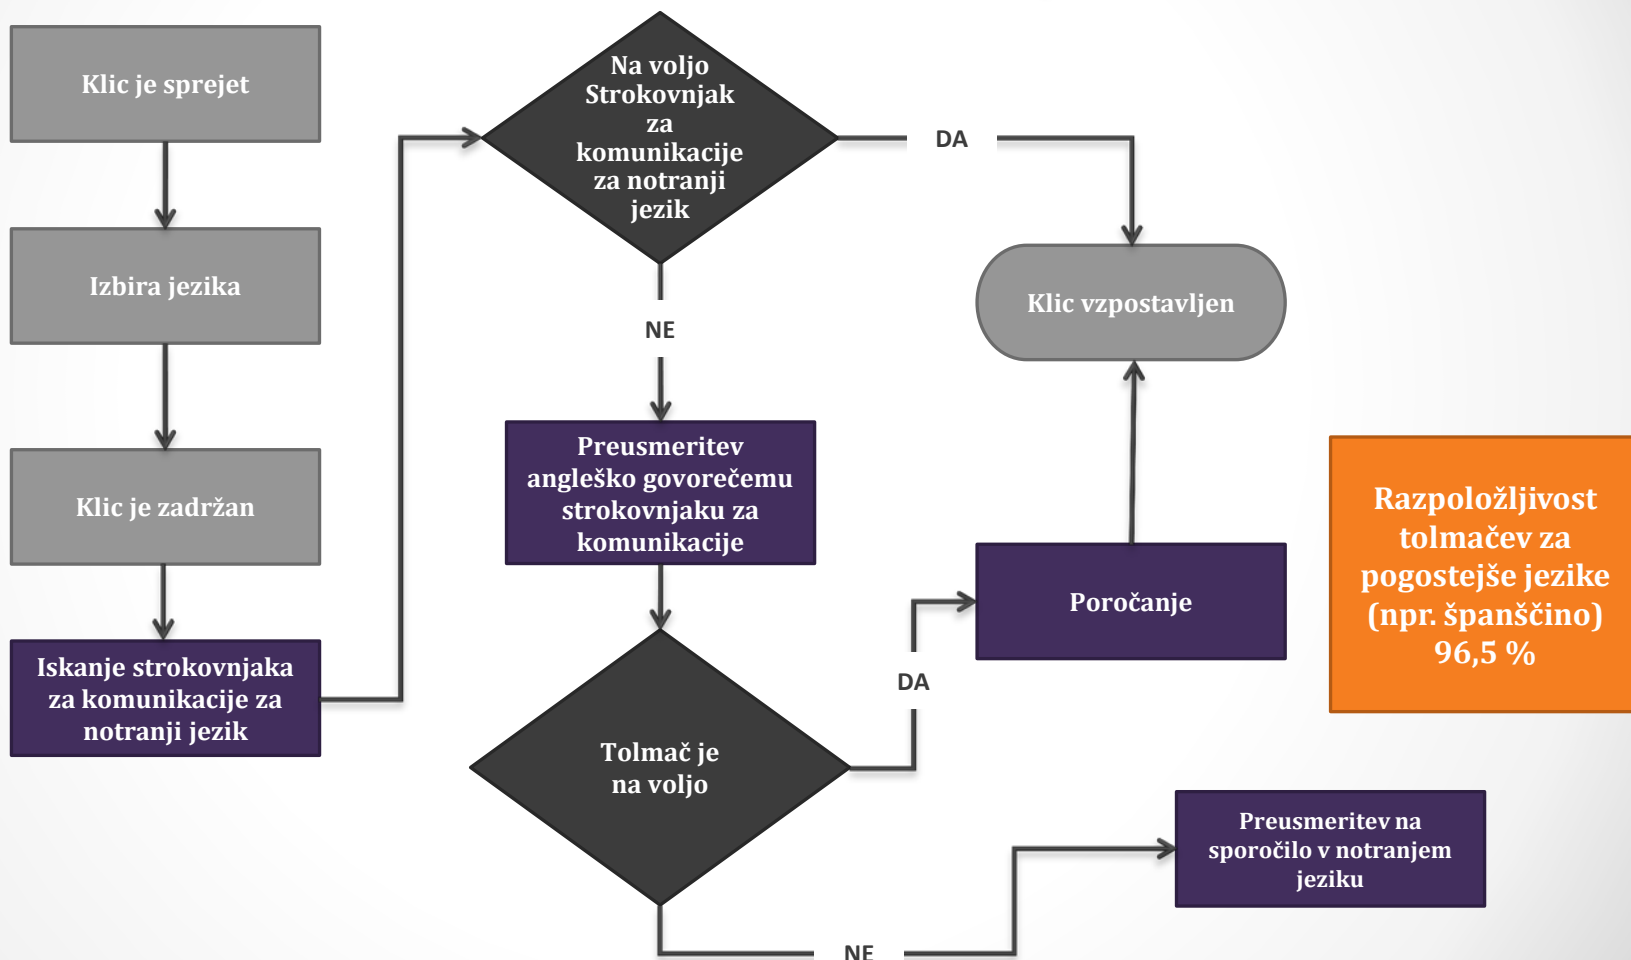 Klic je sprejet
Izbira jezika
Klic je zadržan
Iskanje strokovnjaka
za komunikacije za
notranji jezik
Na voljo
Strokovnjak
za
komunikacije
za notranji
jezik
DA
NE
Klic vzpostavljen
Preusmeritev
angleško govorečemu
strokovnjaku za
komunikacije
Tolmač je
na voljo
DA
Poročanje
NE
Preusmeritev na
sporočilo v notranjem
jeziku
Razpoložljivost
tolmačev za
pogostejše jezike
(npr. španščino)
96,5 %